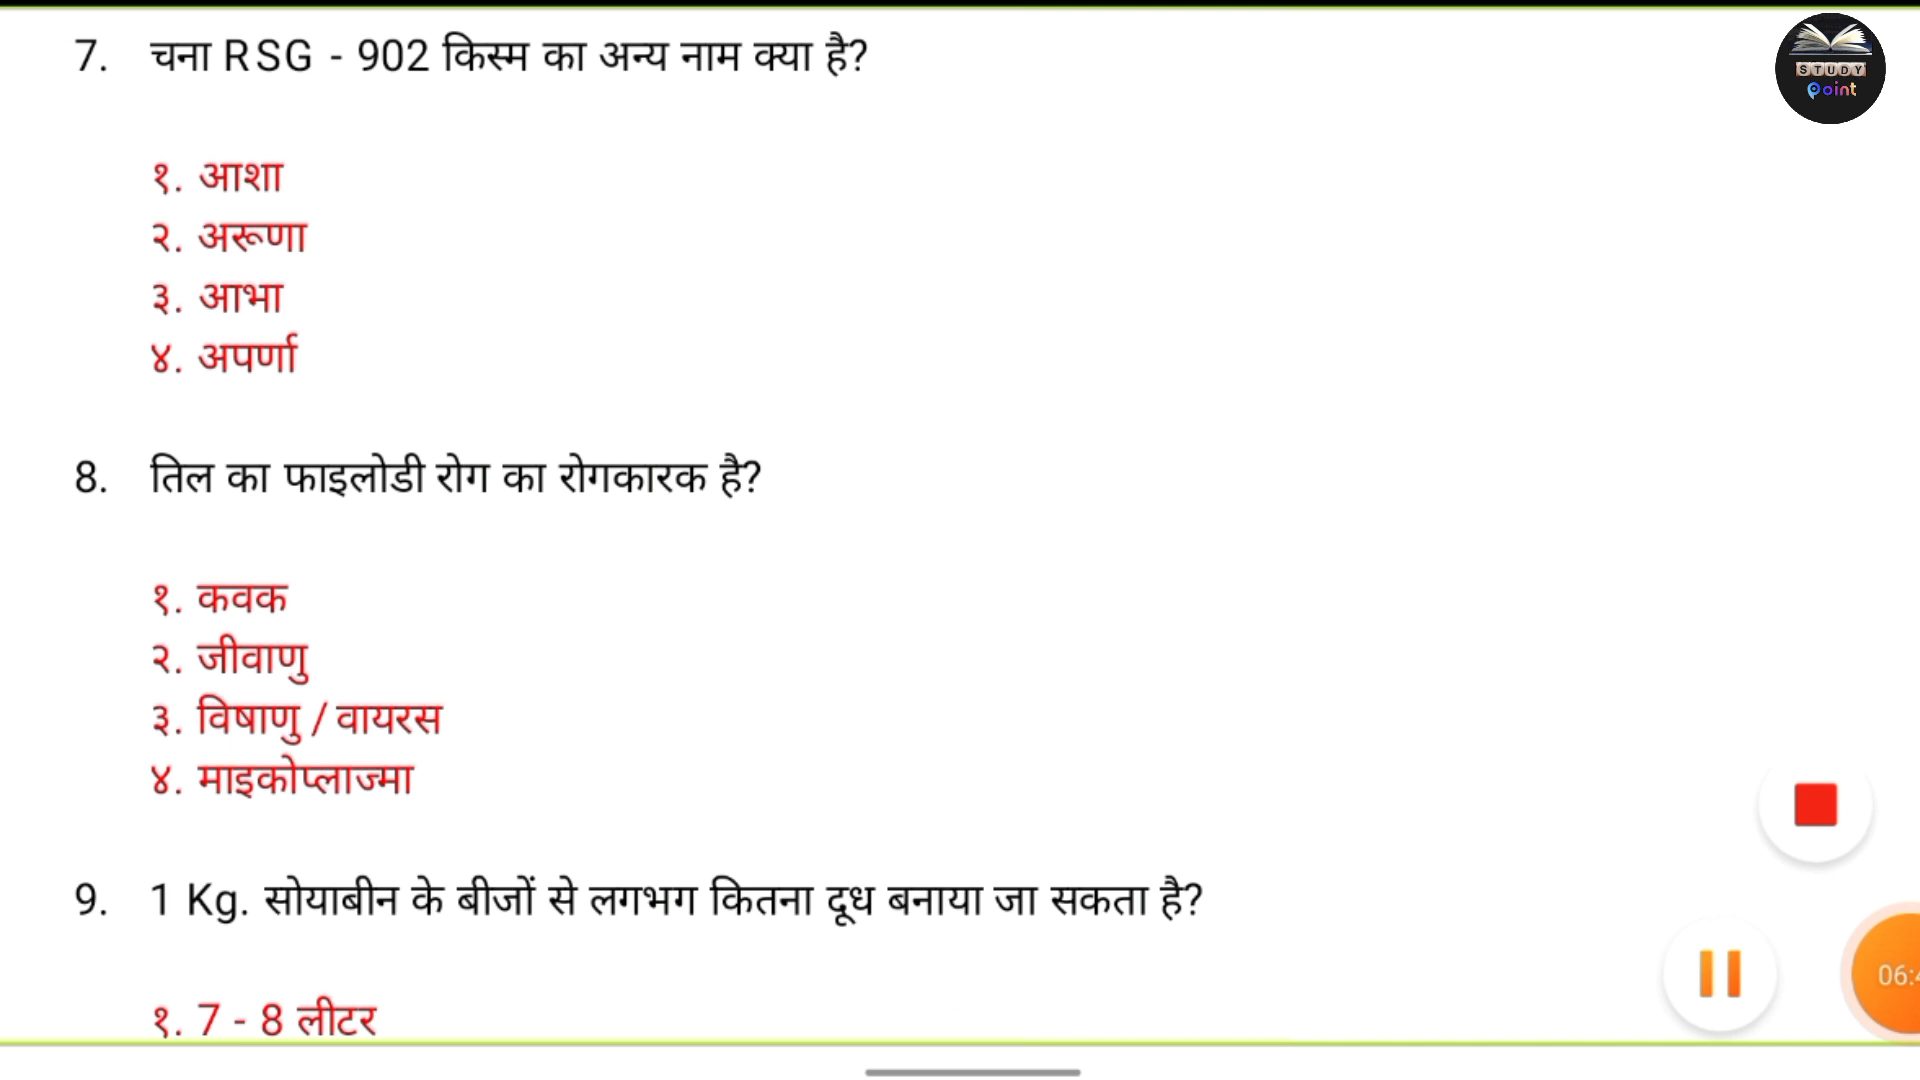 7. चना RSG - 902 किस्म का अन्य नाम क्या है?
STUDY
Point
१. आशा
२. अरूणा
३. आभा
४. अपर्णा
8. तिल का फाइलोडी रोग का रोगकारक है?
१. कवक
२. जीवाणु
३. विषाणु / वायरस
४. माइकोप्लाज्मा
9. 1 Kg. सोयाबीन के बीजों से लगभग कितना दूध बनाया जा सकता है?
१. 7 - 8 लीटर